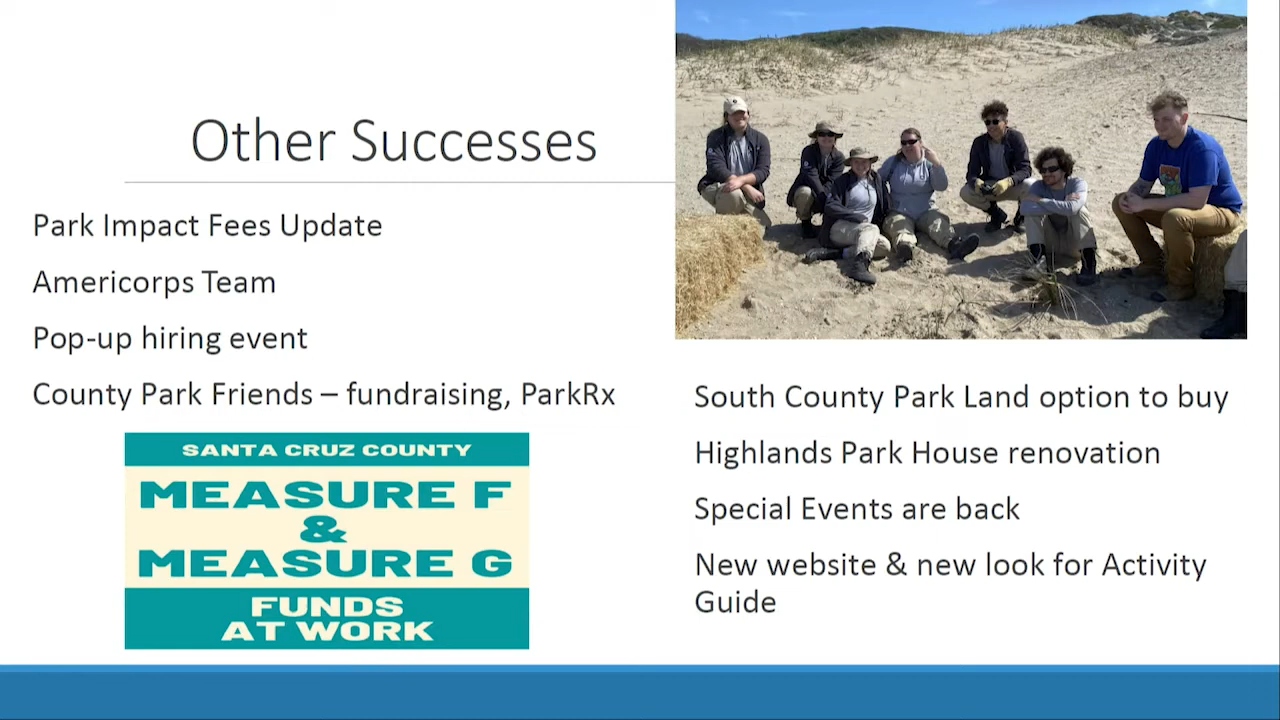 Other Successes
Park Impact Fees Update
Americorps Team
Pop-up hiring event
County Park Friends – fundraising, ParkRx
SANTA CRUZ COUNTY
MEASURE F
&
MEASURE G
FUNDS
AT WORK
South County Park Land option to buy
Highlands Park House renovation
Special Events are back
New website & new look for Activity
Guide